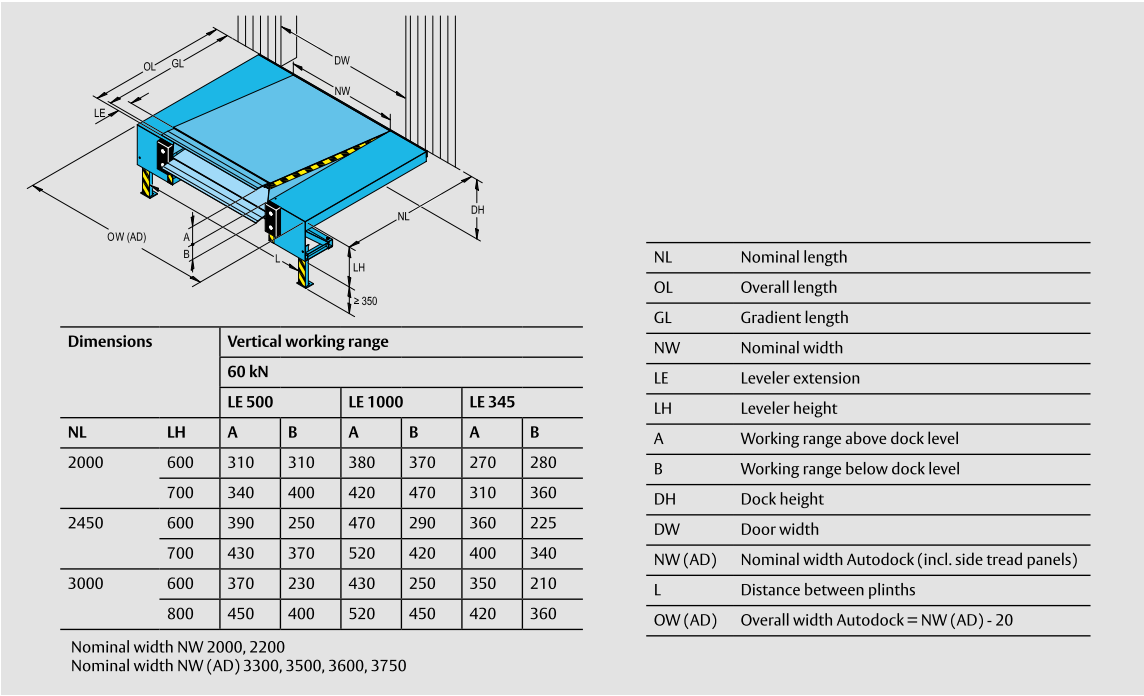 DW
OL
GL
NW
LE
NL
DH
OW (AD)
A
B
L
LH
≥ 350
Dimensions Vertical working range
60 kN
LE 500 LE 1000 LE 345
NL LH A B A B A B
2000 600 310 310 380 370 270 280
700 340 400 420 470 310 360
2450 600 390 250 470 290 360 225
700 430 370 520 420 400 340
3000 600 370 230 430 250 350 210
800 450 400 520 450 420 360
Nominal width NW 2000, 2200
Nominal width NW (AD) 3300, 3500, 3600, 3750
NL Nominal length
OL Overall length
GL Gradient length
NW Nominal width
LE Leveler extension
LH Leveler height
A Working range above dock level
B Working range below dock level
DH Dock height
DW Door width
NW (AD) Nominal width Autodock (incl. side tread panels)
L Distance between plinths
OW (AD) Overall width Autodock = NW (AD) - 20